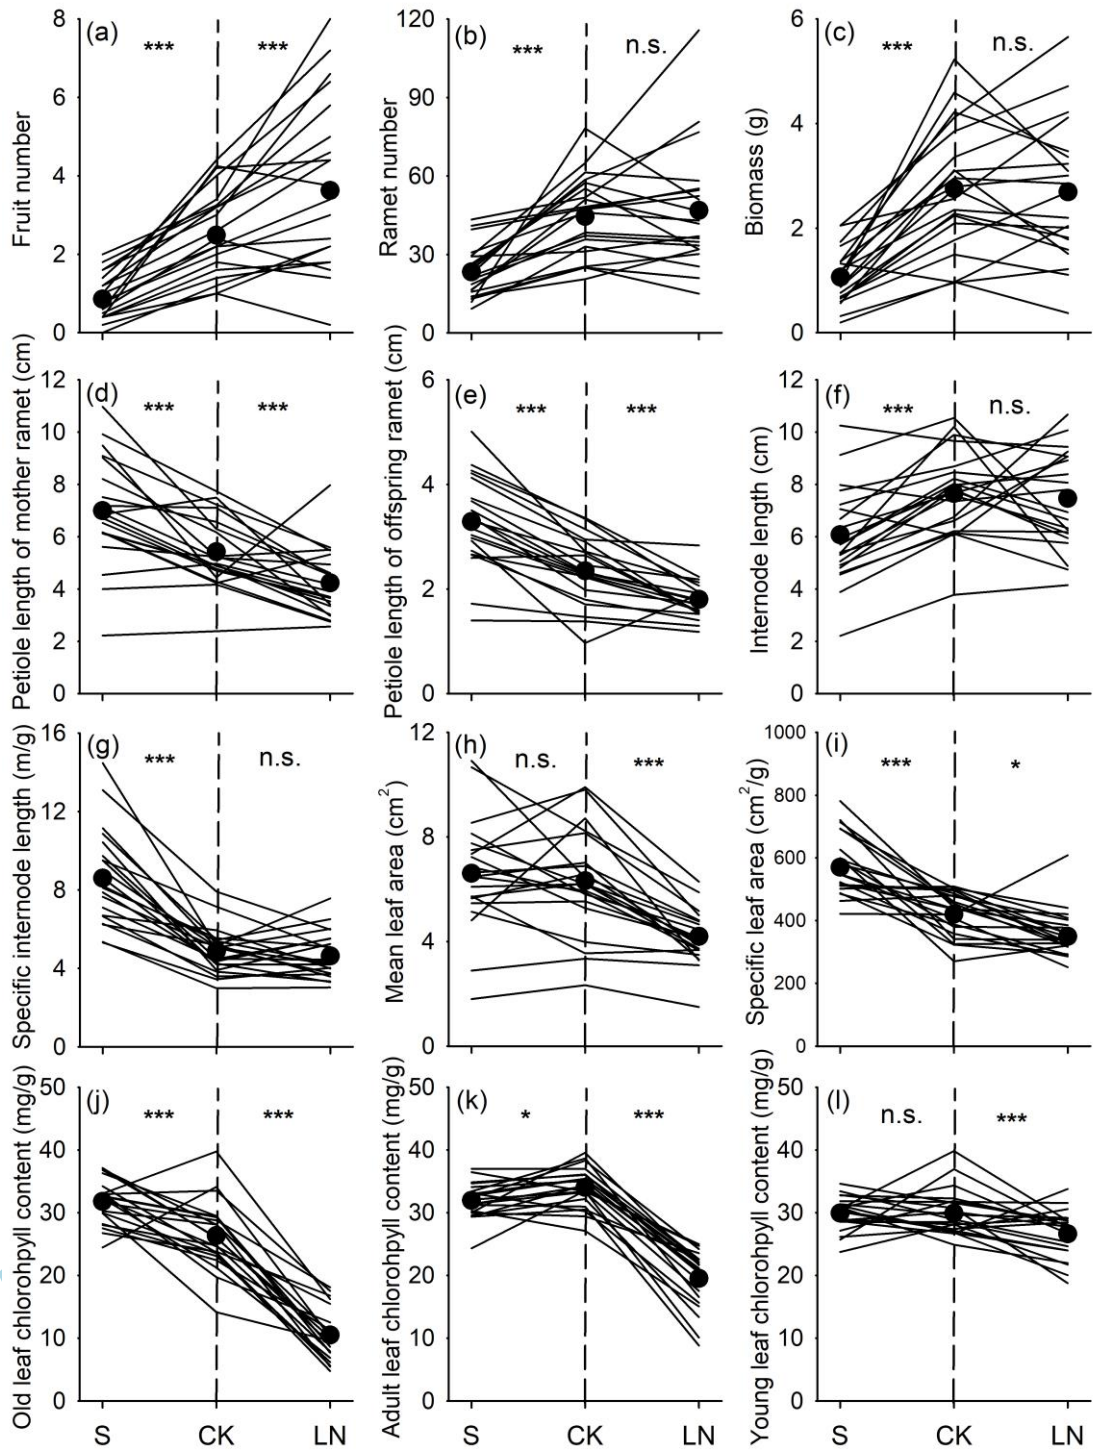 (a) *** ***
8
6
4
2
0
Fruit number
(b) *** n.s.
120
90
60
30
0
Ramet number
(c) *** n.s.
6
4
2
0
Biomass (g)
(d) *** ***
12
10
8
6
4
2
0
Petiole length of mother ramet (cm)
(e) *** ***
6
4
2
0
Petiole length of offspring ramet (cm)
(f) *** n.s.
12
10
8
6
4
2
0
Internode length (cm)
(g) *** n.s.
16
12
8
4
0
Specific internode length (m/g)
(h) n.s. ***
12
8
4
0
Mean leaf area (cm²)
(i) *** *
1000
800
600
400
200
0
Specific leaf area (cm²/g)
(j) *** ***
50
40
30
20
10
0
Old leaf chlorohpyll content (mg/g)
S CK LN
(k) * ***
50
40
30
20
10
0
Adult leaf chlorohpyll content (mg/g)
S CK LN
(l) n.s. ***
50
40
30
20
10
0
Young leaf chlorohpyll content (mg/g)
S CK LN